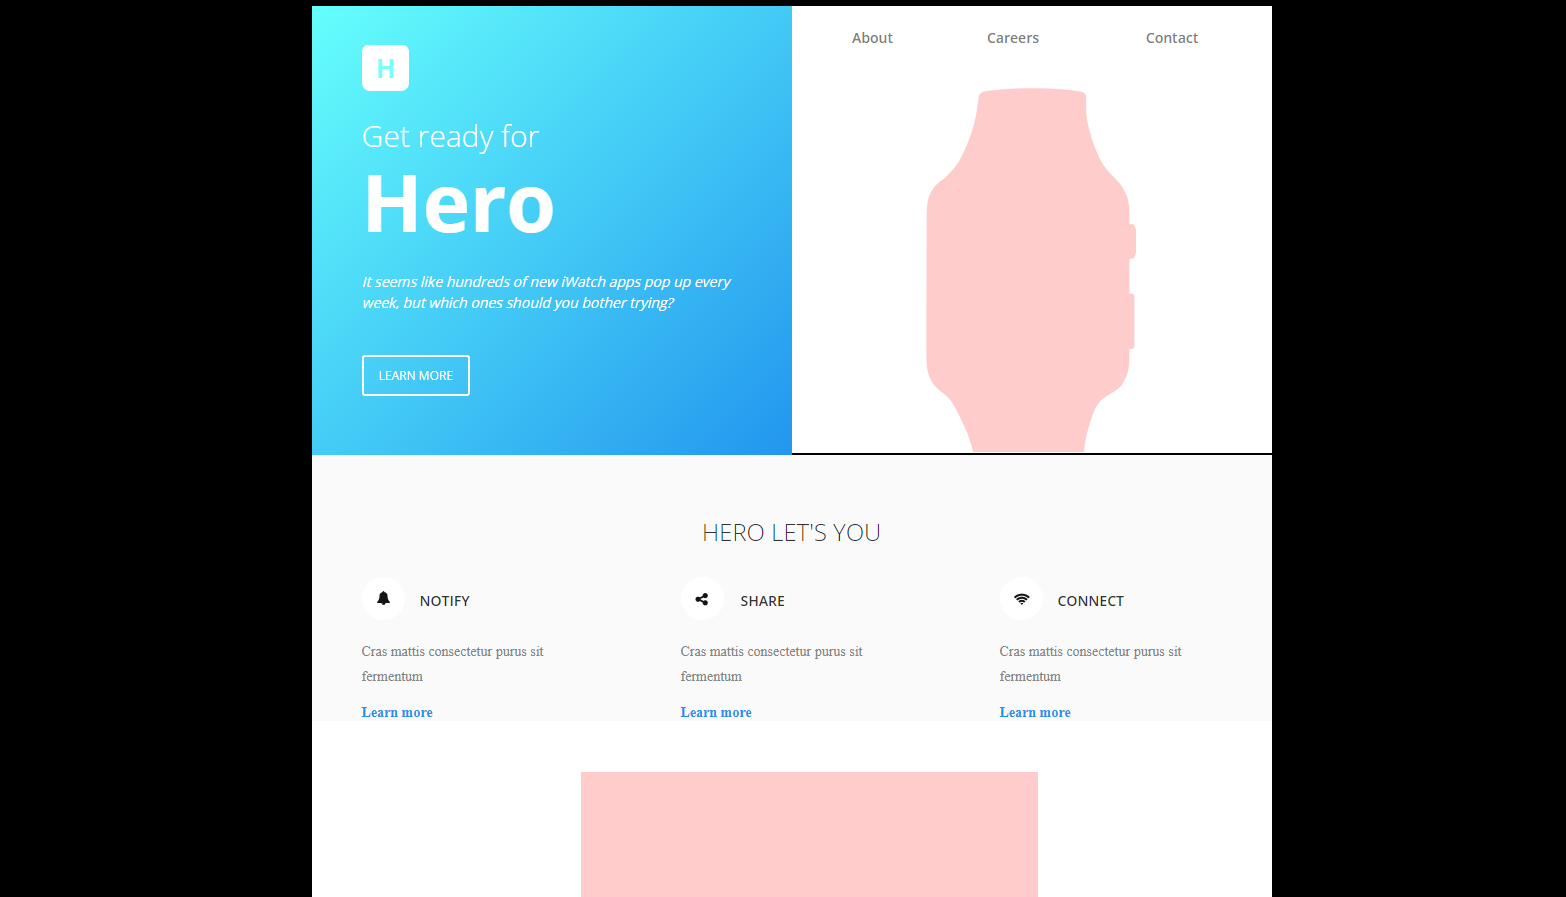 About Careers Contact
H
Get ready for
Hero
It seems like hundreds of new iWatch apps pop up every
week, but which ones should you bother trying?
LEARN MORE
HERO LET'S YOU
NOTIFY
Cras mattis consectetur purus sit
fermentum
Learn more
SHARE
Cras mattis consectetur purus sit
fermentum
Learn more
CONNECT
Cras mattis consectetur purus sit
fermentum
Learn more